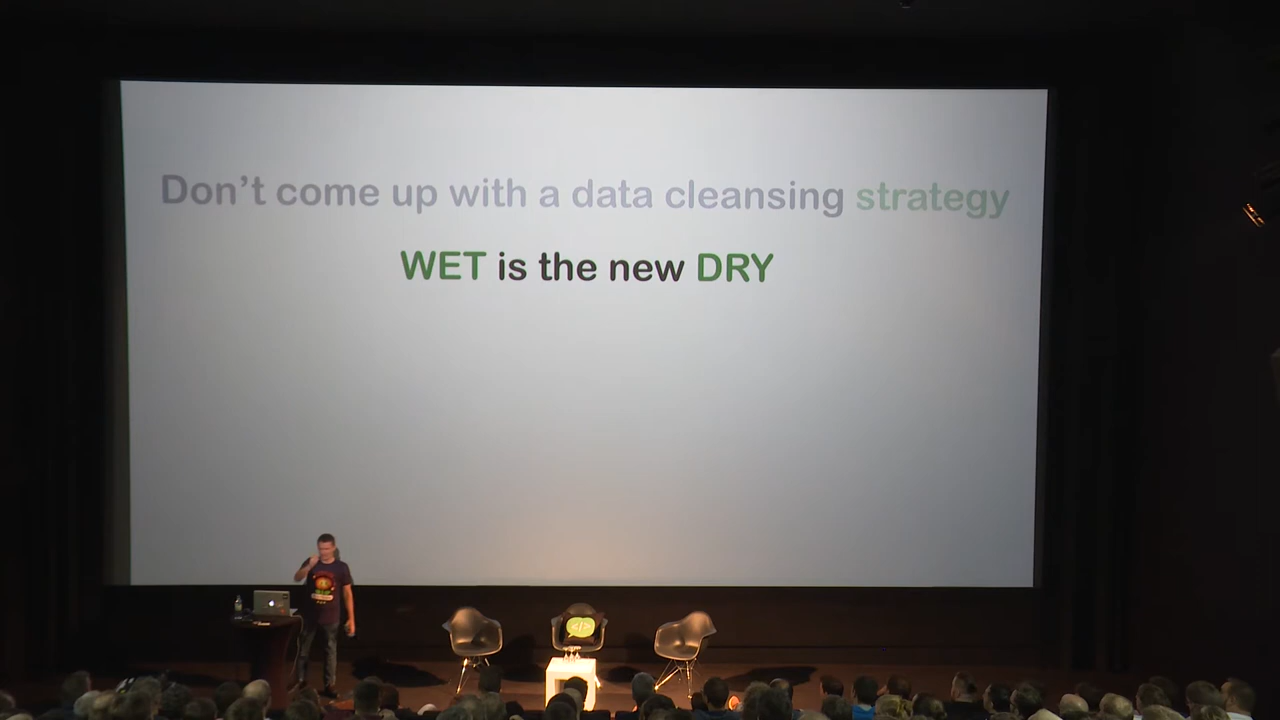 Don't come up with a data cleansing strategy
WET is the new DRY
</>